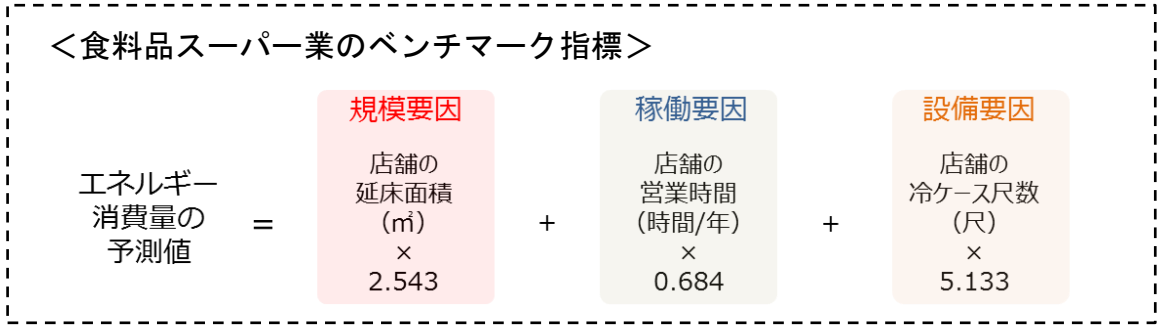 ＜食料品スーパー業のベンチマーク指標＞
エネルギー
消費量の
予測値
＝
規模要因
店舗の
延床面積
（㎡）
×
2.543
＋
稼働要因
店舗の
営業時間
（時間/年）
×
0.684
＋
設備要因
店舗の
冷ケース尺数
（尺）
×
5.133